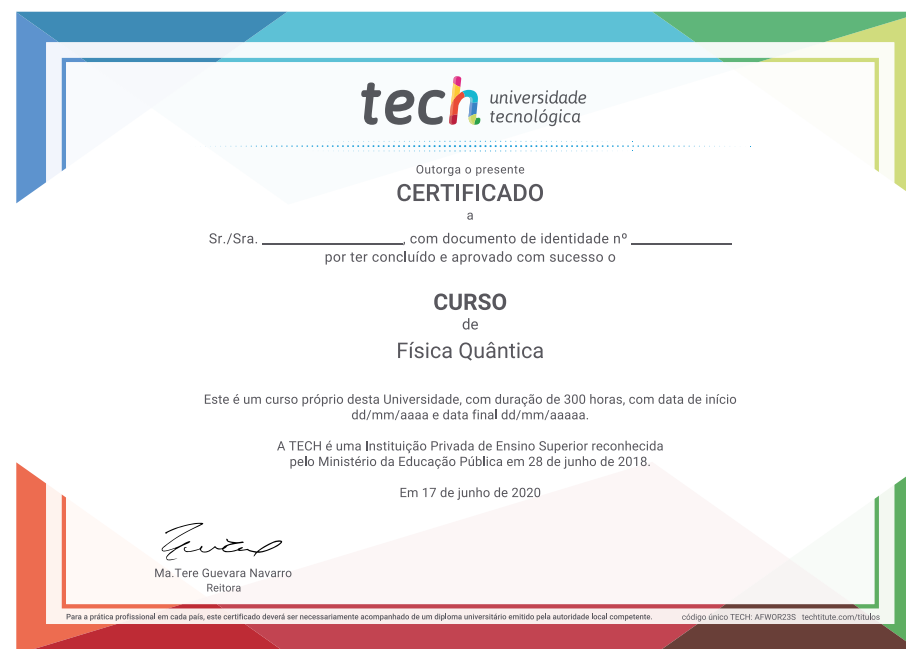 tech universidade
tecnológica
Outorga o presente
CERTIFICADO
a
Sr./Sra. ________________, com documento de identidade nº ____________
por ter concluído e aprovado com sucesso o
CURSO
de
Física Quântica
Este é um curso próprio desta Universidade, com duração de 300 horas, com data de início
dd/mm/aaaa e data final dd/mm/aaaaa.
A TECH é uma Instituição Privada de Ensino Superior reconhecida
pelo Ministério da Educação Pública em 28 de junho de 2018.
Em 17 de junho de 2020
Ma.Tere Guevara Navarro
Reitora
Para a prática profissional em cada país, este certificado deverá ser necessariamente acompanhado de um diploma universitário emitido pela autoridade local competente. código único TECH: AFWOR23S techtitute.com/titulos